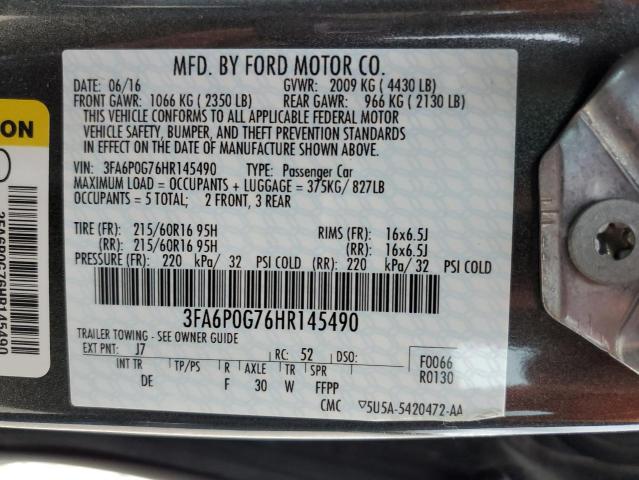 MFD. BY FORD MOTOR CO.
DATE: 06/16 GVWR: 2009 KG ( 4430 LB)
FRONT GAWR: 1066 KG ( 2350 LB) REAR GAWR: 966 KG ( 2130 LB)
THIS VEHICLE CONFORMS TO ALL APPLICABLE FEDERAL MOTOR
VEHICLE SAFETY, BUMPER, AND THEFT PREVENTION STANDARDS
IN EFFECT ON THE DATE OF MANUFACTURE SHOWN ABOVE.
VIN: 3FA6P0G76HR145490 TYPE: Passenger Car
MAXIMUM LOAD = OCCUPANTS + LUGGAGE = 375KG/ 827LB
OCCUPANTS = 5 TOTAL; 2 FRONT, 3 REAR
TIRE (FR): 215/60R16 95H RIMS (FR): 16x6.5J
(RR): 215/60R16 95H (RR): 16x6.5J
PRESSURE (FR): 220 kPa/ 32 PSI COLD (RR): 220 kPa/ 32 PSI COLD
3FA6P0G76HR145490
TRAILER TOWING - SEE OWNER GUIDE
EXT PNT: J7 RC: 52 DSO: F0066
INT TR TP/PS R AXLE TR SPR R0130
DE F 30 W FFPP
CMC ▽5U5A-5420472-AA
ION
3FA6P0G76HR145490